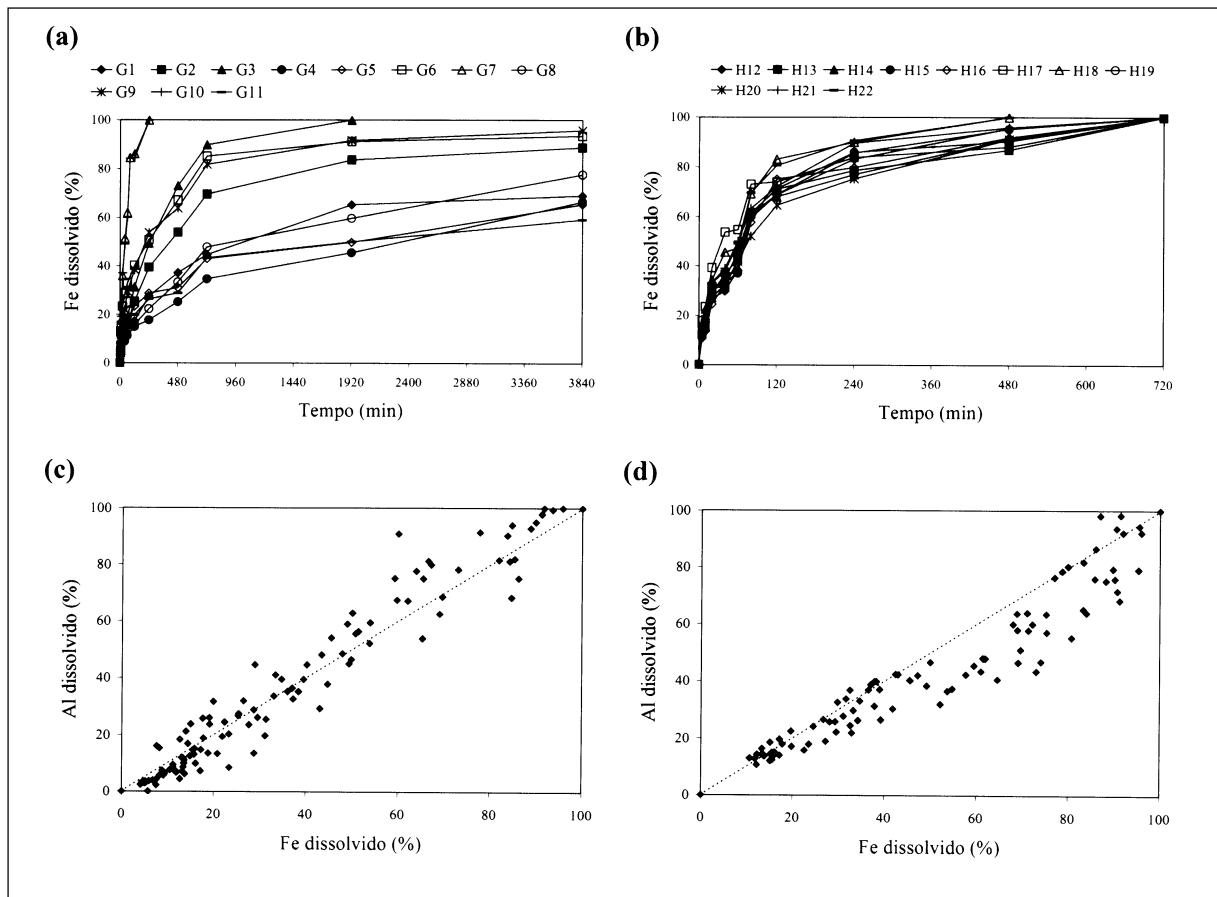 (a)
G1 G2 G3 G4 G5 G6 G7 G8
G9 G10 G11
Fe dissolvido (%)
100
80
60
40
20
0
0 480 960 1440 1920 2400 2880 3360 3840
Tempo (min)
(b)
H12 H13 H14 H15 H16 H17 H18 H19
H20 H21 H22
Fe dissolvido (%)
100
80
60
40
20
0
0 120 240 360 480 600 720
Tempo (min)
(c)
Al dissolvido (%)
100
80
60
40
20
0
0 20 40 60 80 100
Fe dissolvido (%)
(d)
Al dissolvido (%)
100
80
60
40
20
0
0 20 40 60 80 100
Fe dissolvido (%)